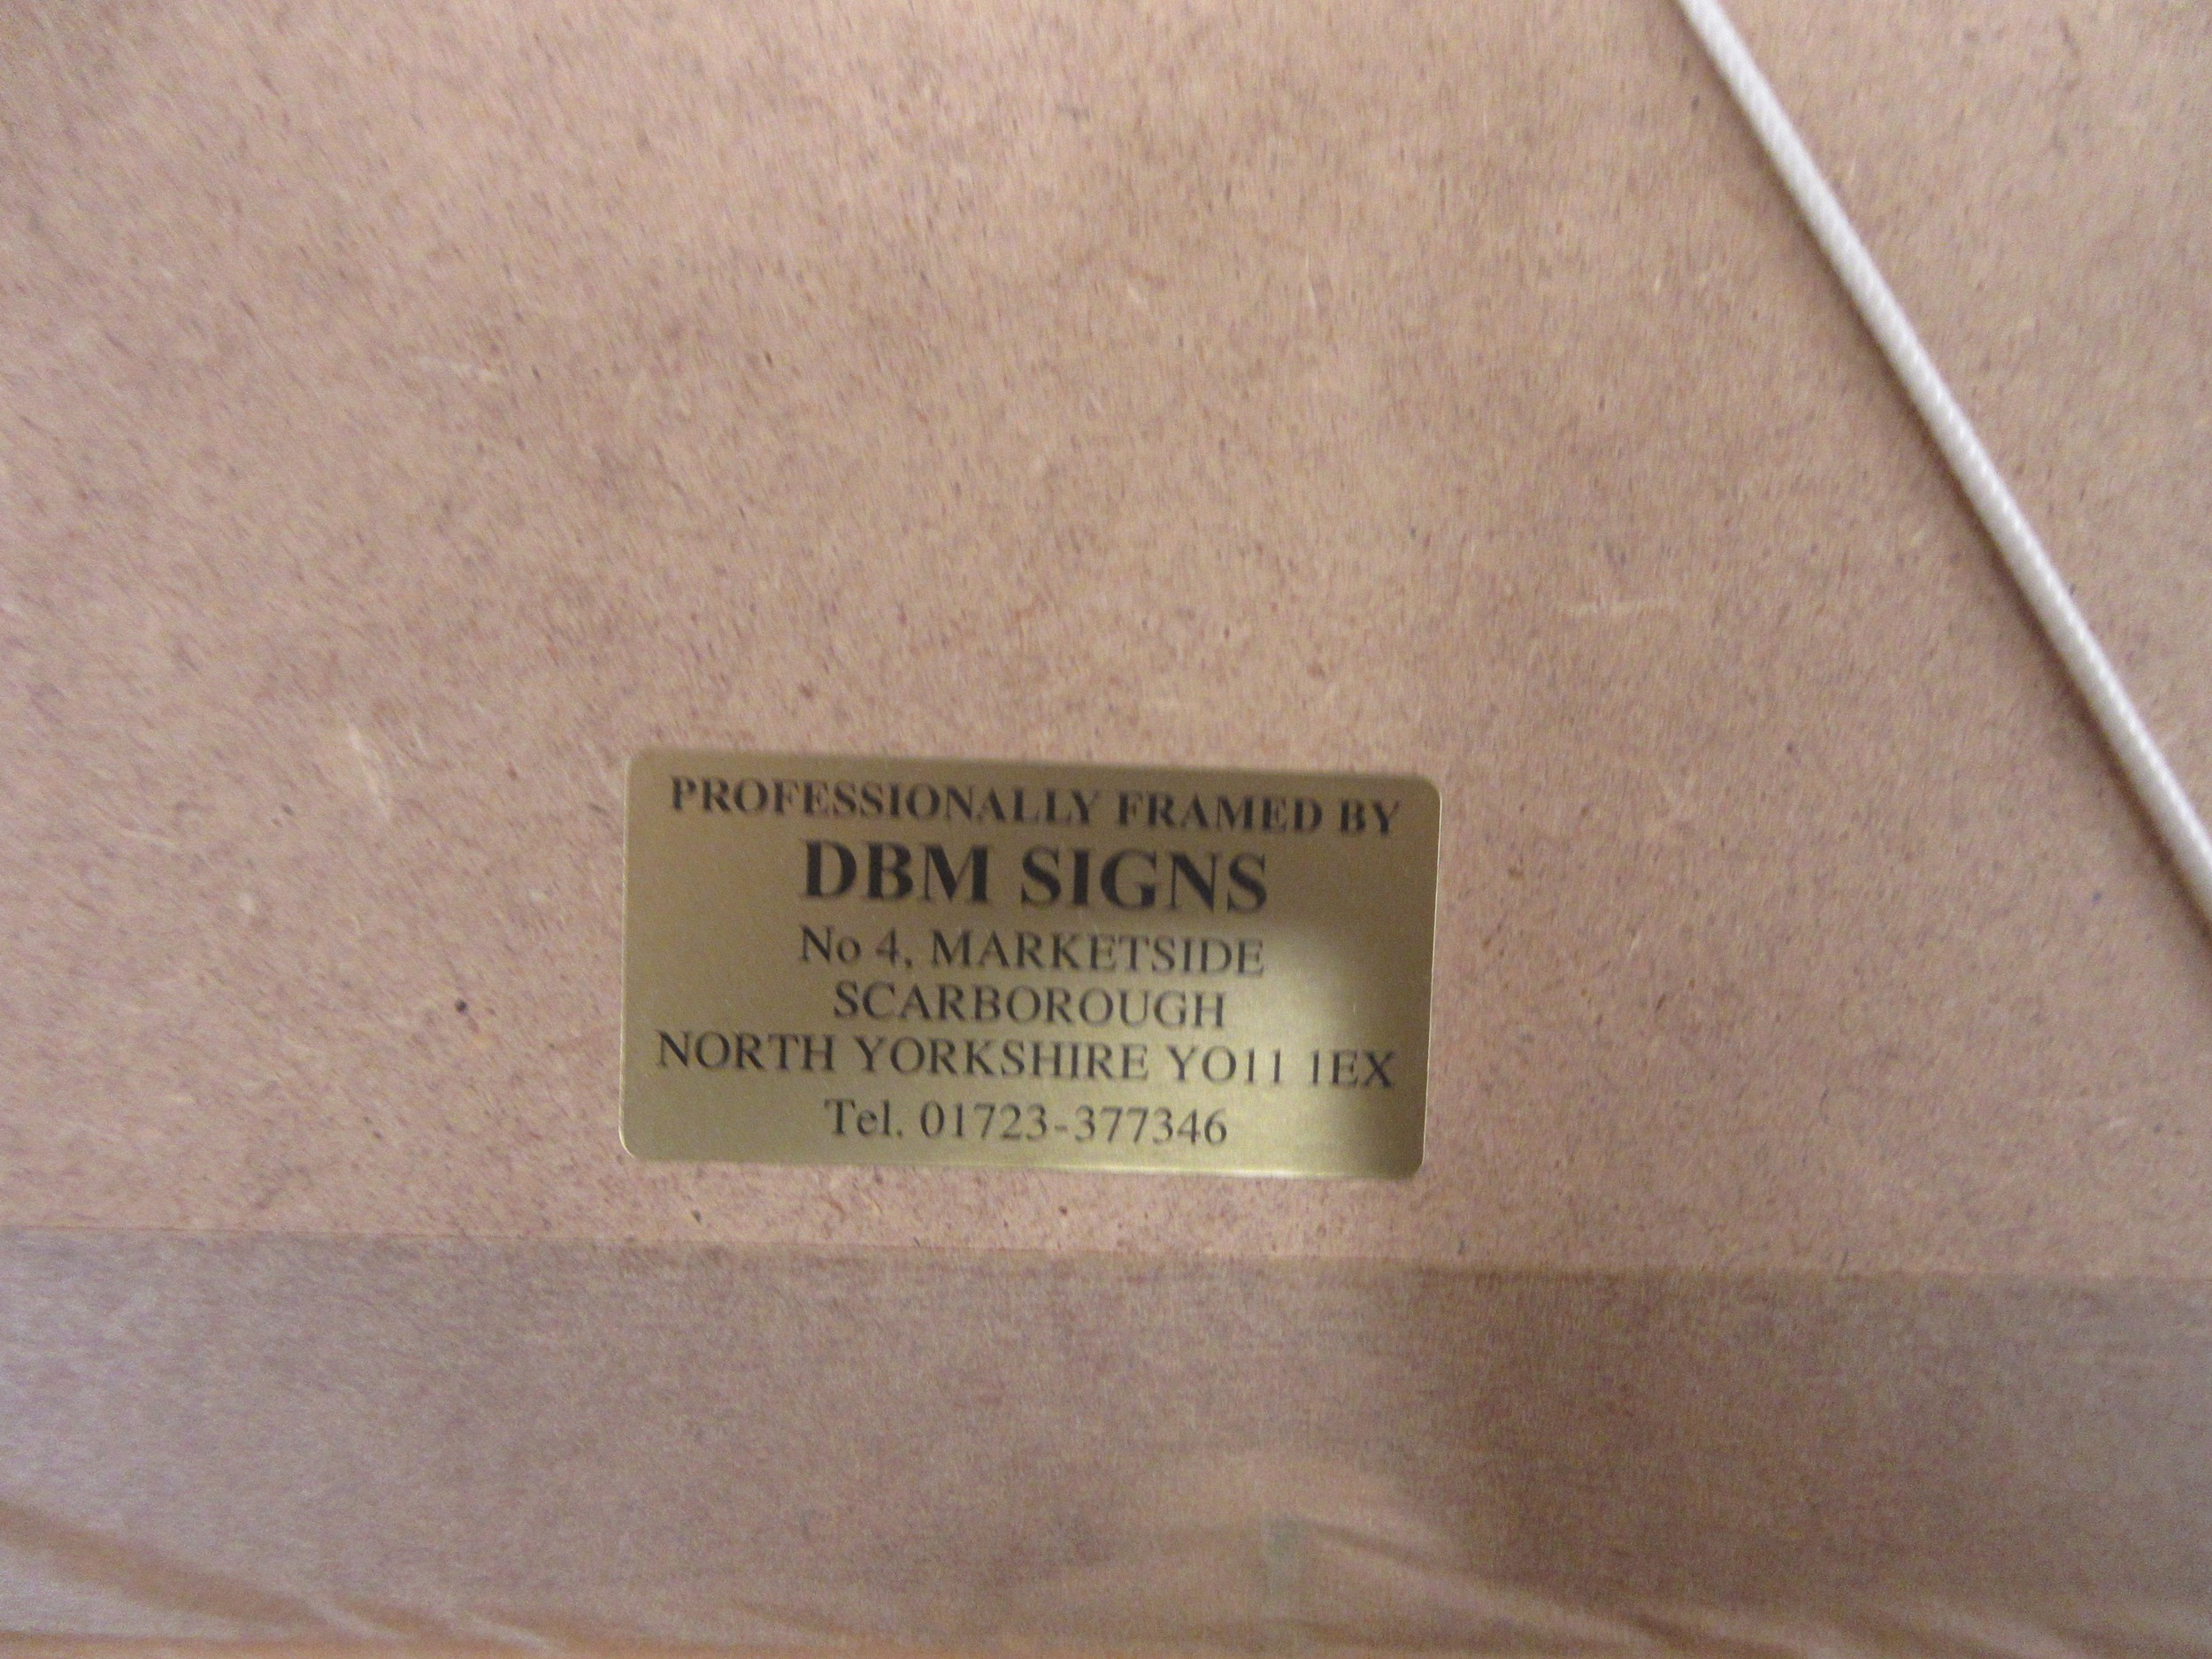 PROFESSIONALLY FRAMED BY
DBM SIGNS
No 4, MARKETSIDE
SCARBOROUGH
NORTH YORKSHIRE YO11 1EX
Tel. 01723-377346